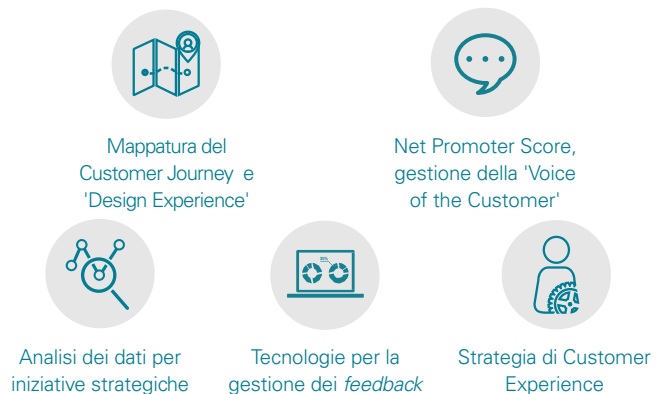 Mappatura del
Customer Journey e
'Design Experience'
Net Promoter Score,
gestione della 'Voice
of the Customer'
Analisi dei dati per
iniziative strategiche
Tecnologie per la
gestione dei feedback
Strategia di Customer
Experience